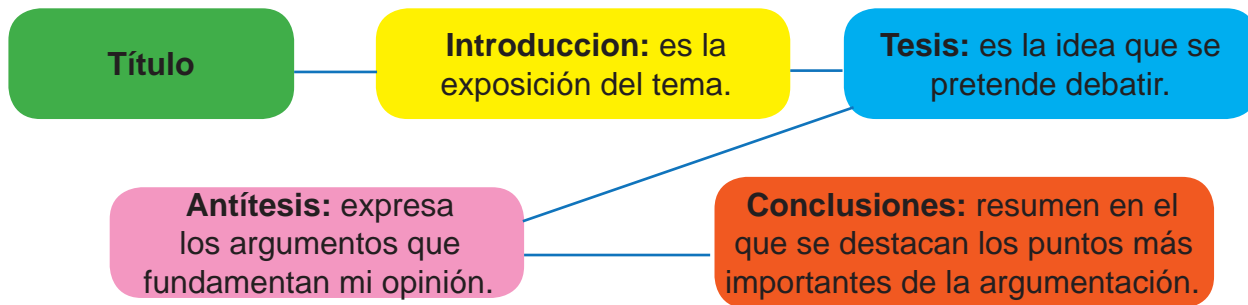 Título
Introduccion: es la
exposición del tema.
Tesis: es la idea que se
pretende debatir.
Antítesis: expresa
los argumentos que
fundamentan mi opinión.
Conclusiones: resumen en el
que se destacan los puntos más
importantes de la argumentación.